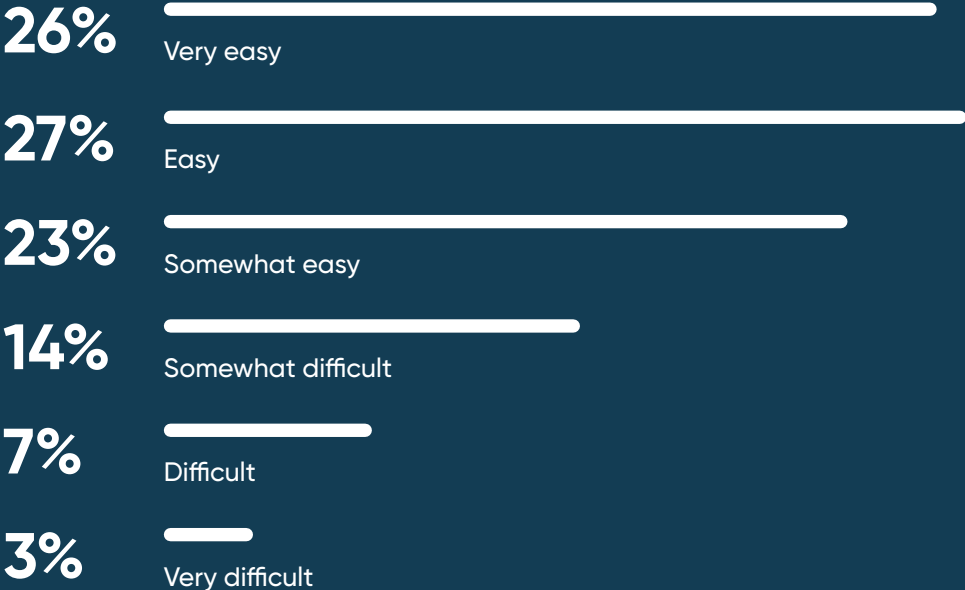 26%
Very easy
27%
Easy
23%
Somewhat easy
14%
Somewhat difficult
7%
Difficult
3%
Very difficult